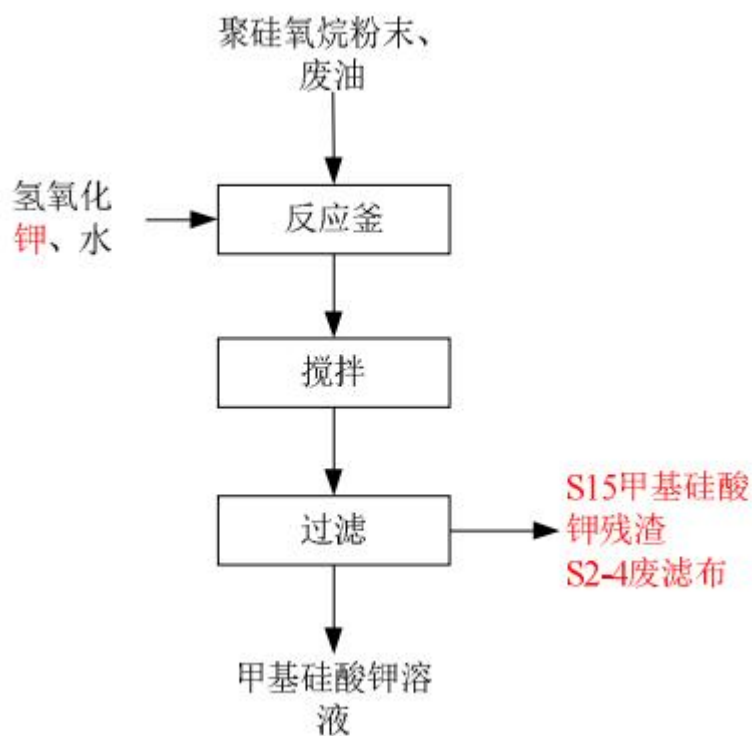 聚硅氧烷粉末、
废油
氢氧化
钾、水
反应釜
搅拌
过滤
S15甲基硅酸
钾残渣
S2-4废滤布
甲基硅酸钾溶
液